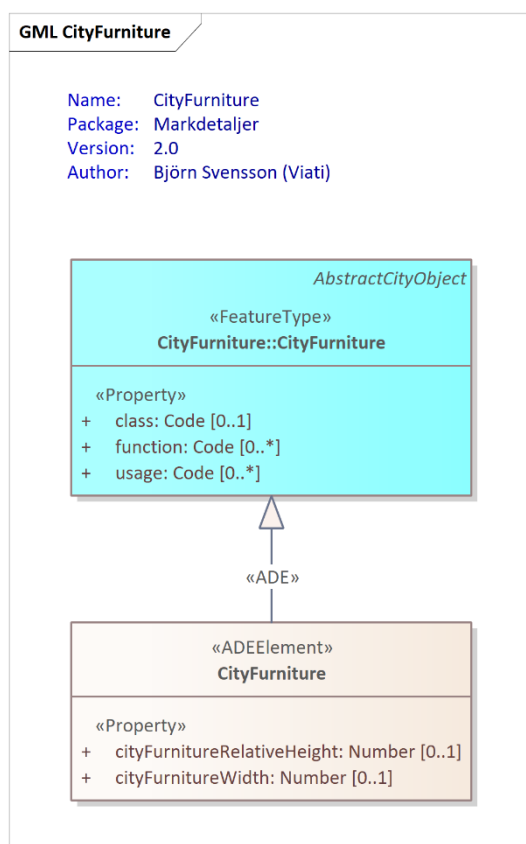 GML CityFurniture
Name: CityFurniture
Package: Markdetaljer
Version: 2.0
Author: Björn Svensson (Viati)
AbstractCityObject
«FeatureType»
CityFurniture::CityFurniture
«Property»
+ class: Code [0..1]
+ function: Code [0..*]
+ usage: Code [0..*]
«ADE»
«ADEElement»
CityFurniture
«Property»
+ cityFurnitureRelativeHeight: Number [0..1]
+ cityFurnitureWidth: Number [0..1]